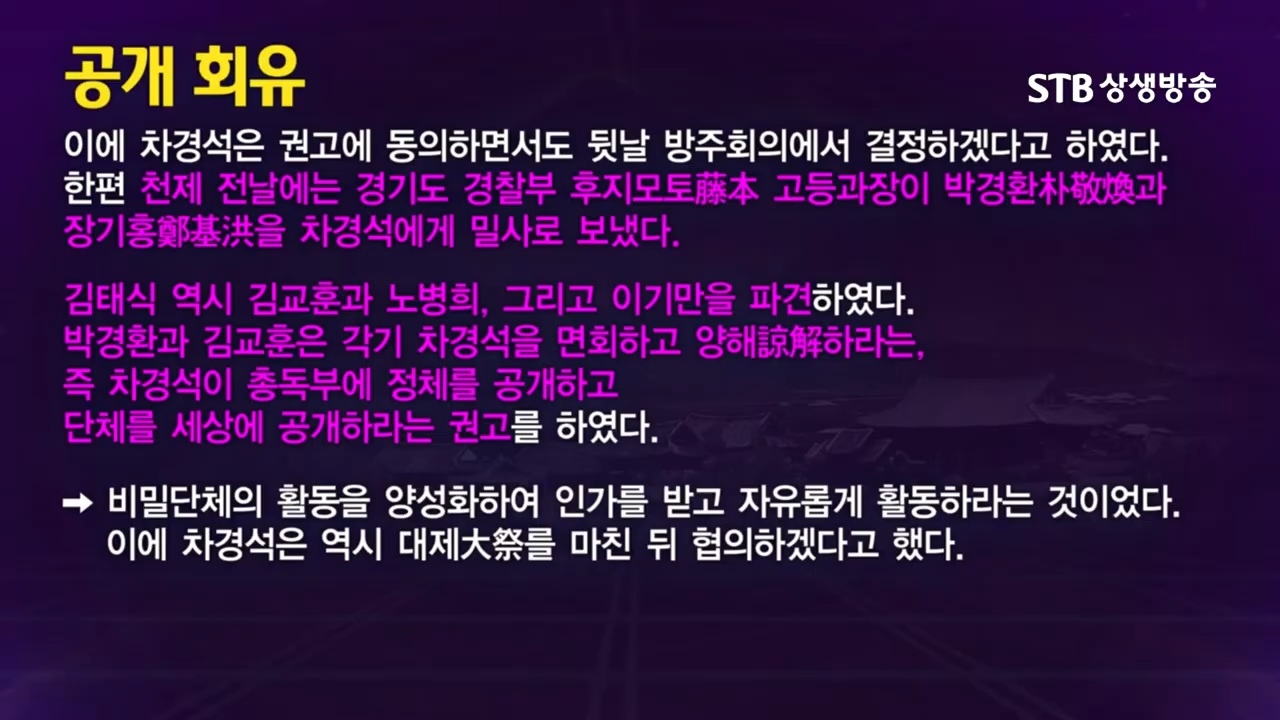 공개 회유
STB 상생방송
이에 차경석은 권고에 동의하면서도 뒷날 방주회의에서 결정하겠다고 하였다.
한편 천제 전날에는 경기도 경찰부 후지모토藤本 고등과장이 박경환朴敬煥과
장기홍鄭基洪을 차경석에게 밀사로 보냈다.
김태식 역시 김교훈과 노병희, 그리고 이기만을 파견하였다.
박경환과 김교훈은 각기 차경석을 면회하고 양해諒解하라는,
즉 차경석이 총독부에 정체를 공개하고
단체를 세상에 공개하라는 권고를 하였다.
➡ 비밀단체의 활동을 양성화하여 인가를 받고 자유롭게 활동하라는 것이었다.
이에 차경석은 역시 대제大祭를 마친 뒤 협의하겠다고 했다.